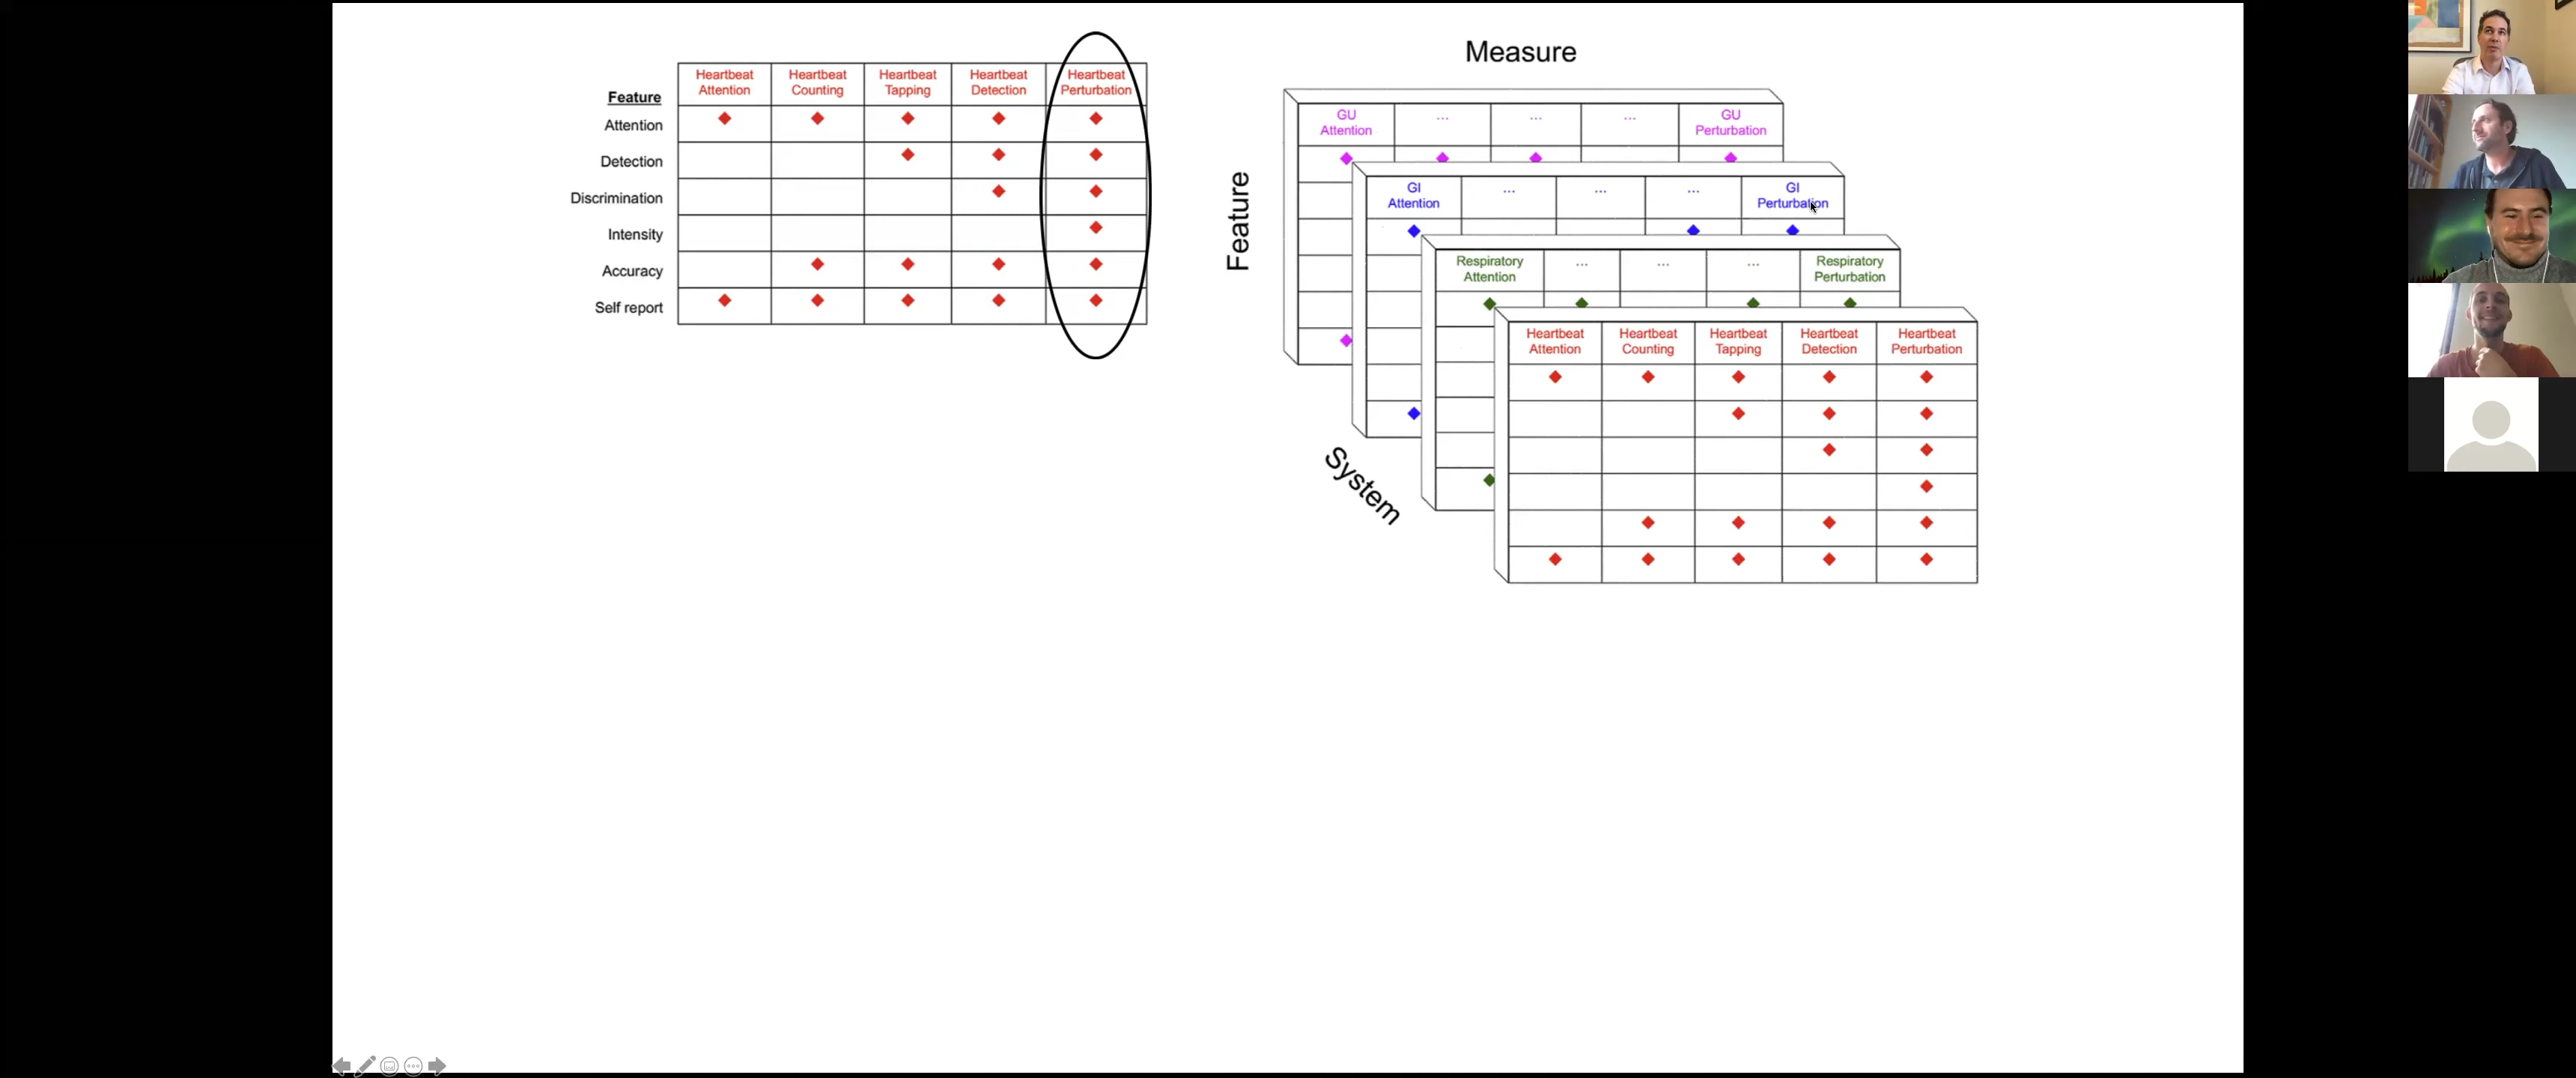 Heartbeat Attention
Heartbeat Counting
Heartbeat Tapping
Heartbeat Detection
Heartbeat Perturbation
Feature
Attention
Detection
Discrimination
Intensity
Accuracy
Self report
Measure
Feature
System
GU Attention
...
...
...
GU Perturbation
GI Attention
...
...
...
GI Perturbation
Respiratory Attention
...
...
...
Respiratory Perturbation
Heartbeat Attention
Heartbeat Counting
Heartbeat Tapping
Heartbeat Detection
Heartbeat Perturbation